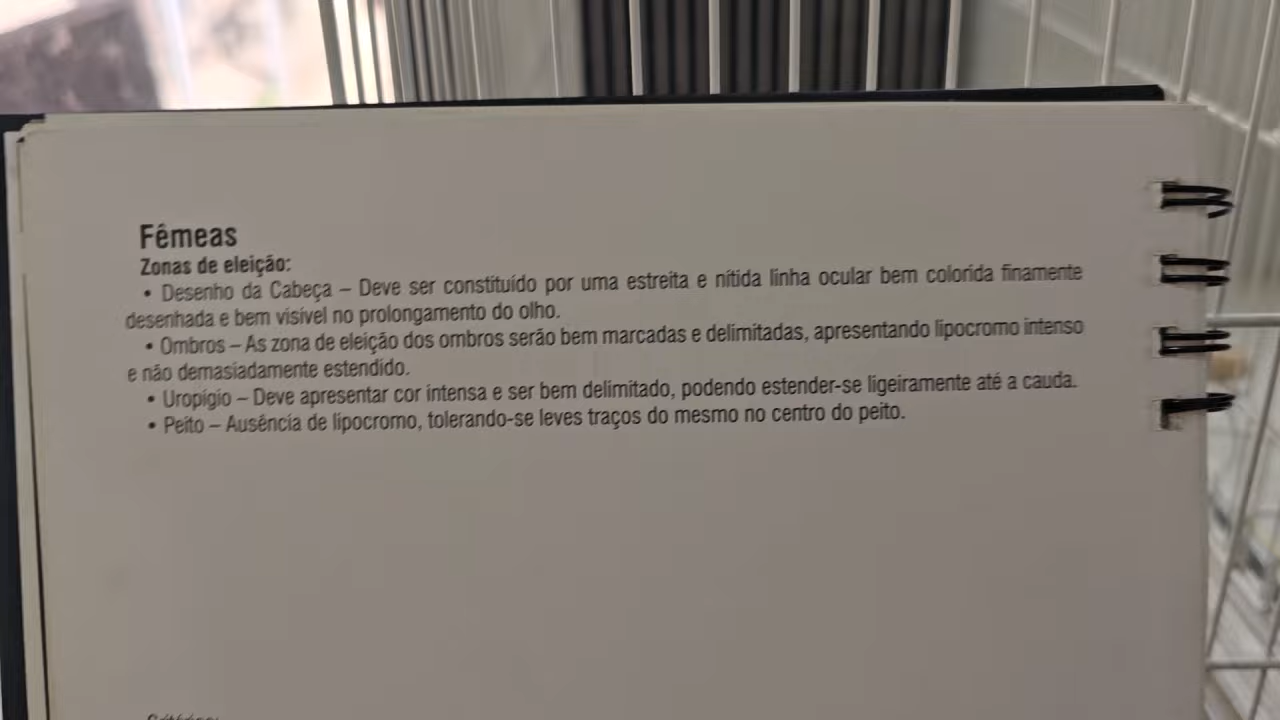 Fêmeas
Zonas de eleição:
• Desenho da Cabeça – Deve ser constituído por uma estreita e nítida linha ocular bem colorida finamente
desenhada e bem visível no prolongamento do olho.
• Ombros – As zona de eleição dos ombros serão bem marcadas e delimitadas, apresentando lipocromo intenso
e não demasiadamente estendido.
• Uropígio – Deve apresentar cor intensa e ser bem delimitado, podendo estender-se ligeiramente até a cauda.
• Peito – Ausência de lipocromo, tolerando-se leves traços do mesmo no centro do peito.